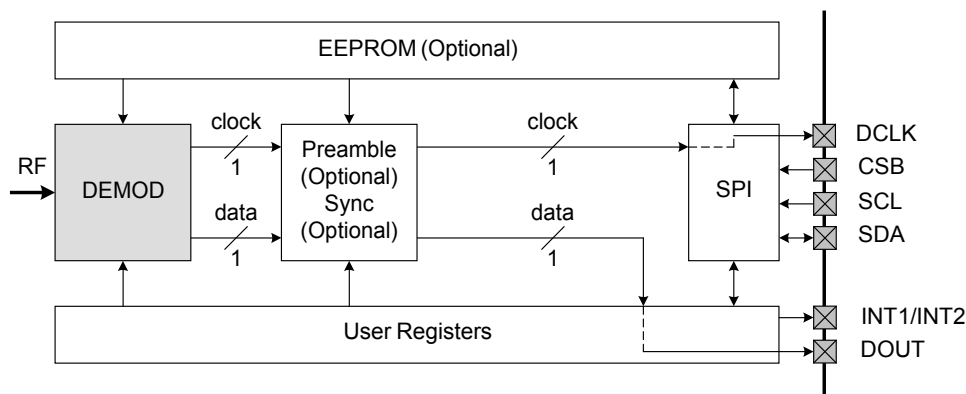 EEPROM (Optional)
RF
DEMOD
clock
1
data
1
Preamble
(Optional)
Sync
(Optional)
clock
1
data
1
SPI
DCLK
CSB
SCL
SDA
User Registers
INT1/INT2
DOUT